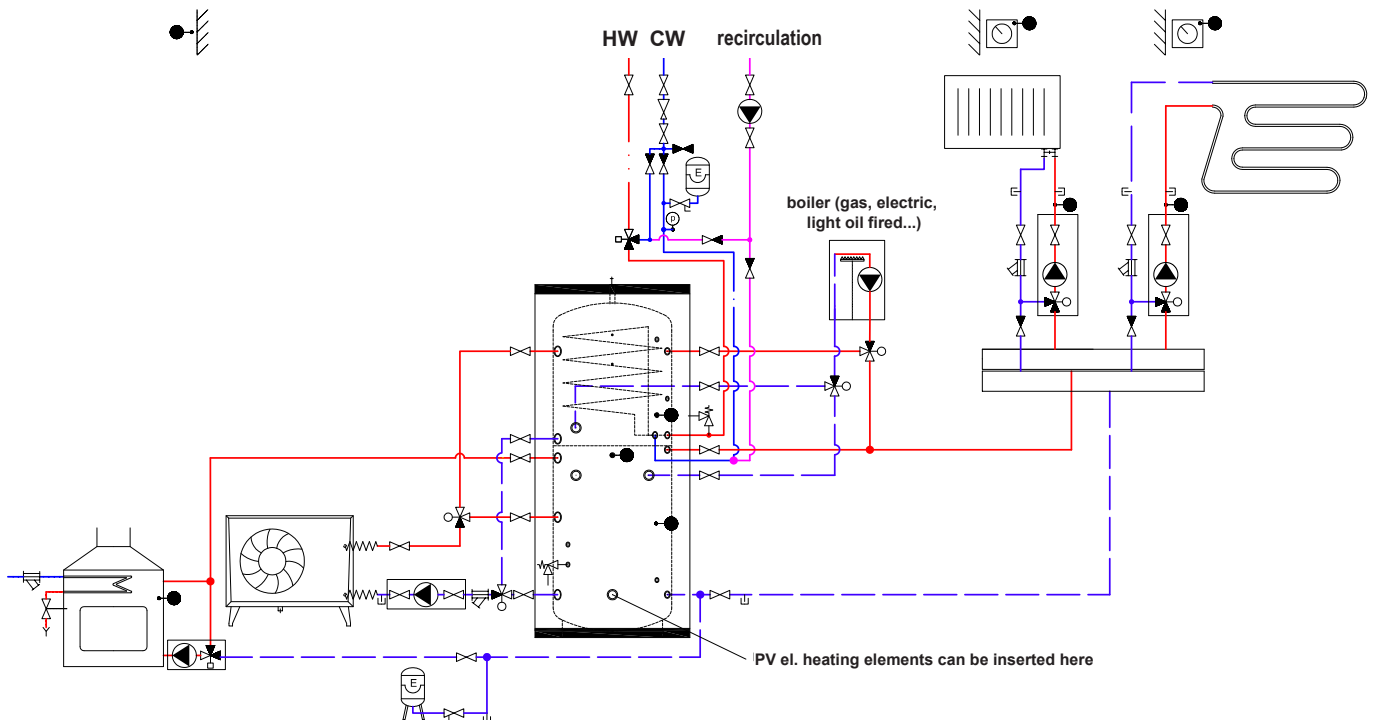 HW CW recirculation
E
P
boiler (gas, electric,
light oil fired...)
PV el. heating elements can be inserted here
E